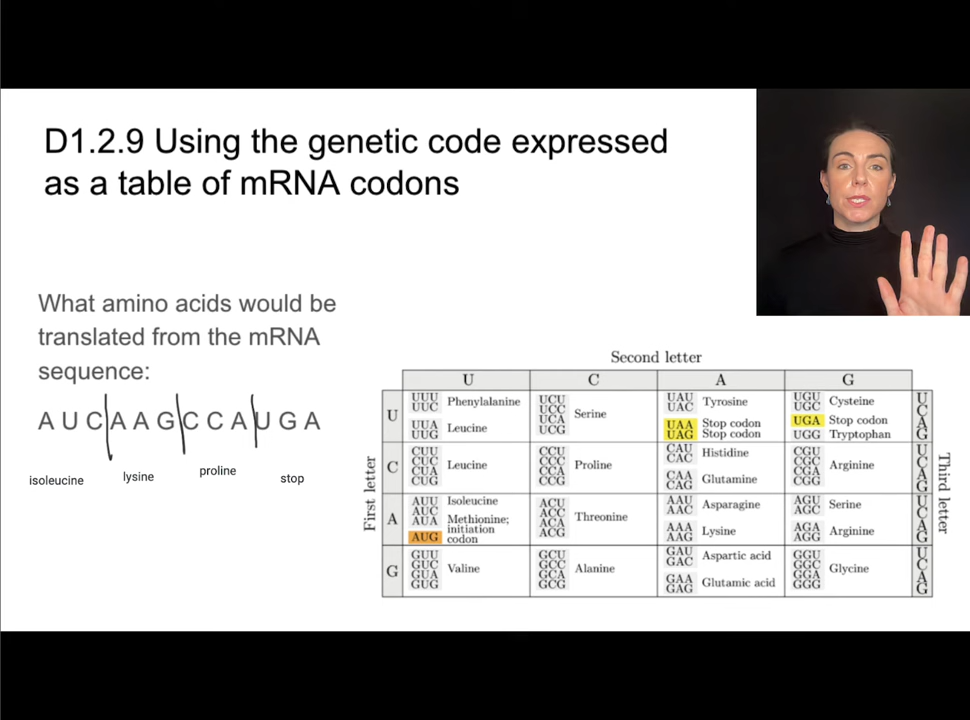 D1.2.9 Using the genetic code expressed
as a table of mRNA codons
What amino acids would be
translated from the mRNA
sequence:
A U C A A G C C A U G A
isoleucine lysine proline stop
Second letter
U C A G
First letter
Third letter
U
UUU
UUC
Phenylalanine
UUA
UUG
Leucine
UCU
UCC
UCA
UCG
Serine
UAU
UAC
Tyrosine
UAA Stop codon
UAG Stop codon
UGU
UGC
Cysteine
UGA Stop codon
UGG Tryptophan
U
C
A
G
C
CUU
CUC
CUA
CUG
Leucine
CCU
CCC
CCA
CCG
Proline
CAU
CAC
Histidine
CAA
CAG
Glutamine
CGU
CGC
CGA
CGG
Arginine
U
C
A
G
A
AUU
AUC
AUA
Isoleucine
AUG
Methionine;
initiation
codon
ACU
ACC
ACA
ACG
Threonine
AAU
AAC
Asparagine
AAA
AAG
Lysine
AGU
AGC
Serine
AGA
AGG
Arginine
U
C
A
G
G
GUU
GUC
GUA
GUG
Valine
GCU
GCC
GCA
GCG
Alanine
GAU
GAC
Aspartic acid
GAA
GAG
Glutamic acid
GGU
GGC
GGA
GGG
Glycine
U
C
A
G